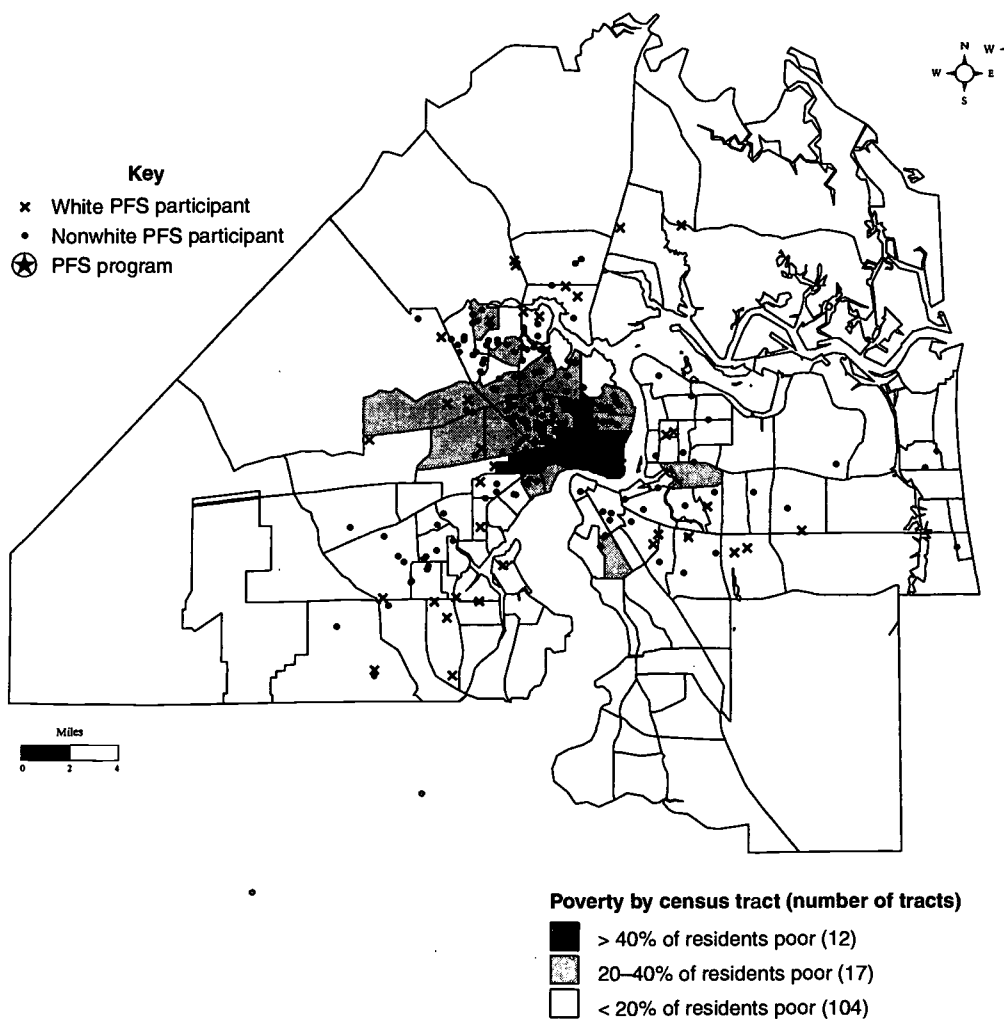 N W
W E
S
Key
White PFS participant
Nonwhite PFS participant
PFS program
Miles
0 2 4
Poverty by census tract (number of tracts)
> 40% of residents poor (12)
20–40% of residents poor (17)
< 20% of residents poor (104)